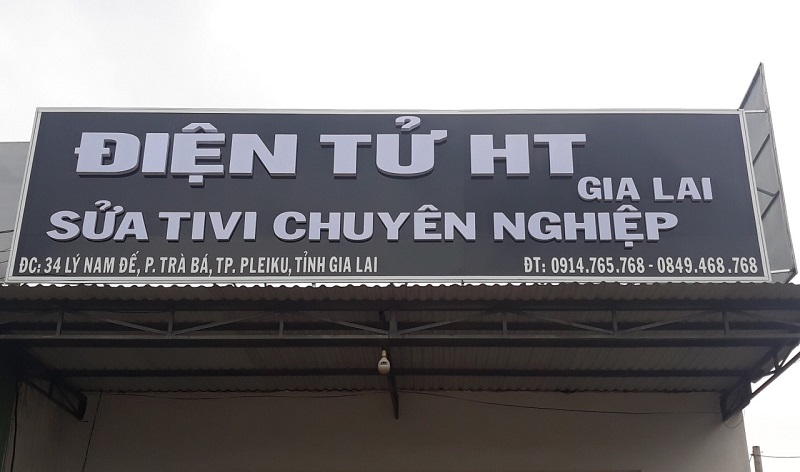 ĐIỆN TỬ HT
GIA LAI
SỬA TIVI CHUYÊN NGHIỆP
ĐC: 34 LÝ NAM ĐẾ, P. TRÀ BÁ, TP. PLEIKU, TỈNH GIA LAI ĐT: 0914.765.768 - 0849.468.768